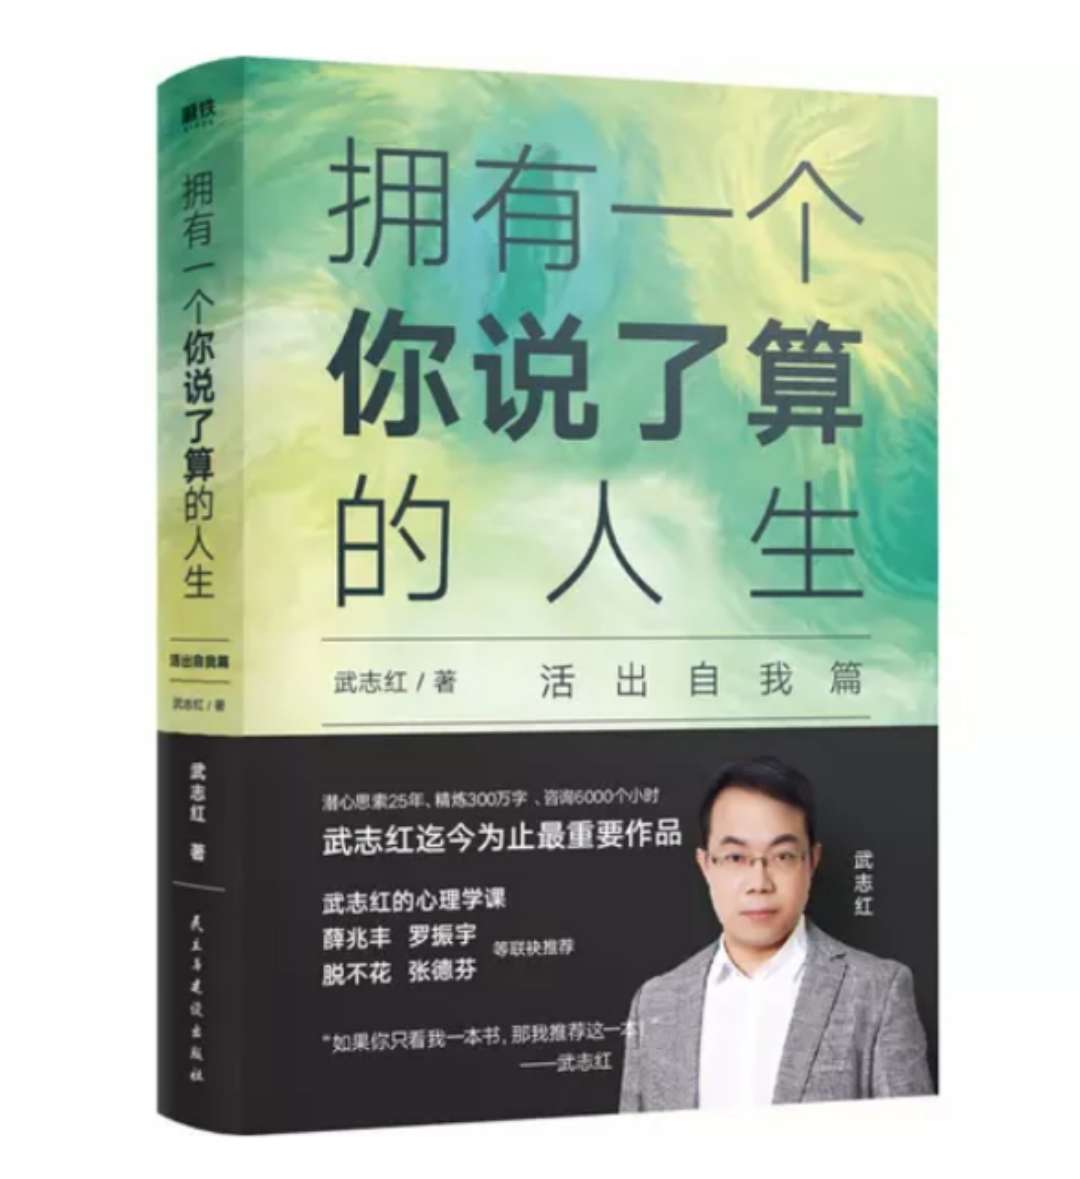 拥有一个
你说了算
的人生
武志红 / 著 活出自我篇
潜心思索25年、精炼300万字、咨询6000个小时
武志红迄今为止最重要作品
武志红的心理学课
薛兆丰 罗振宇
脱不花 张德芬
等联袂推荐
“如果你只看我一本书，那我推荐这一本！
——武志红
武志红
磨铁
拥有一个你说了算的人生
活出自我篇
武志红 / 著
武志红 著
民主与建设出版社